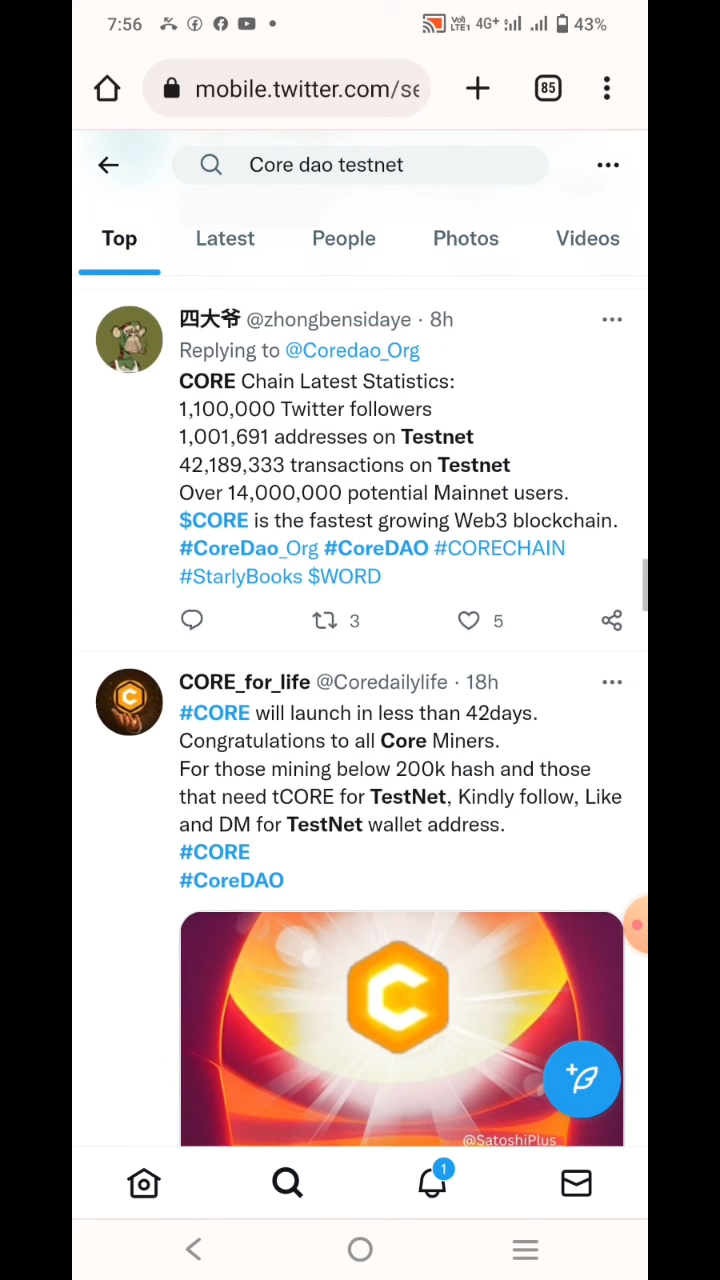 7:56
VoD LTE1 4G+ 43%
mobile.twitter.com/se
85
Core dao testnet
Top Latest People Photos Videos
四大爷 @zhongbensidaye · 8h
Replying to @Coredao_Org
CORE Chain Latest Statistics:
1,100,000 Twitter followers
1,001,691 addresses on Testnet
42,189,333 transactions on Testnet
Over 14,000,000 potential Mainnet users.
$CORE is the fastest growing Web3 blockchain.
#CoreDao_Org #CoreDAO #CORECHAIN
#StarlyBooks $WORD
3 5
CORE_for_life @Coredailylife · 18h
#CORE will launch in less than 42days.
Congratulations to all Core Miners.
For those mining below 200k hash and those
that need tCORE for TestNet, Kindly follow, Like
and DM for TestNet wallet address.
#CORE
#CoreDAO
@SatoshiPlus
1